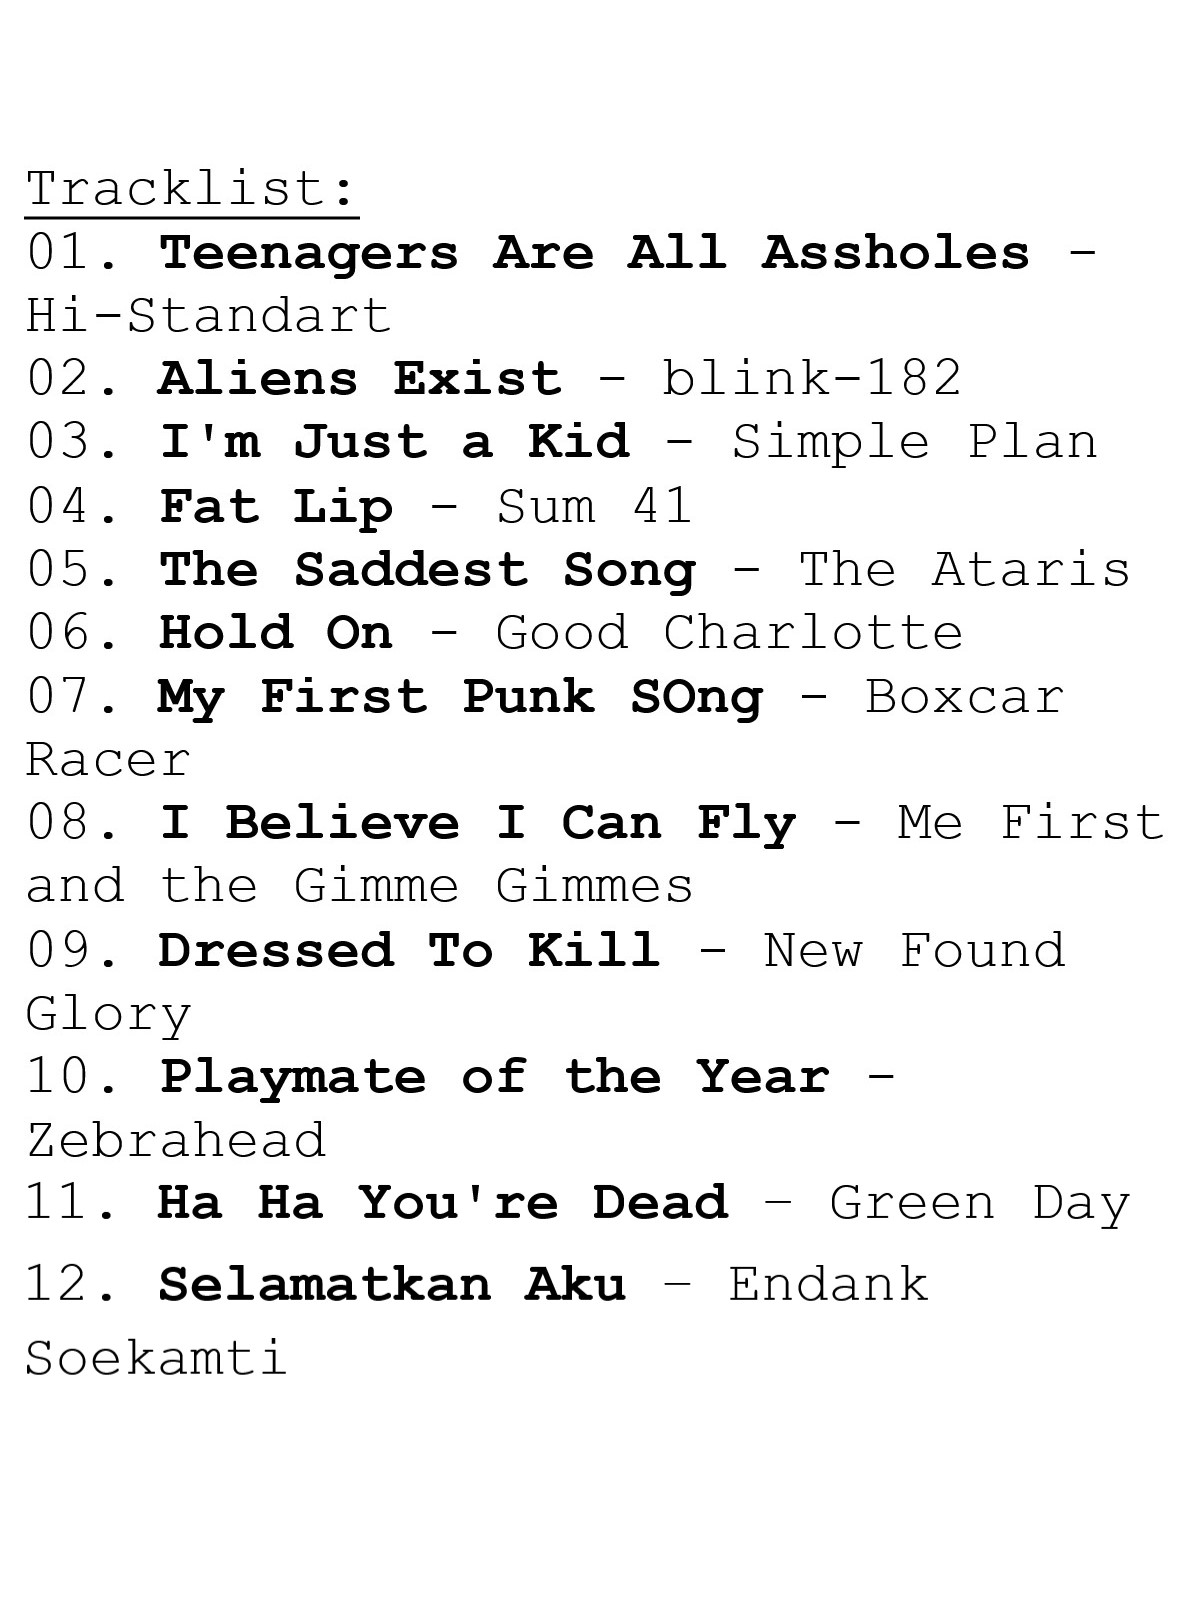 Tracklist:
01. Teenagers Are All Assholes -
Hi-Standart
02. Aliens Exist - blink-182
03. I'm Just a Kid - Simple Plan
04. Fat Lip - Sum 41
05. The Saddest Song - The Ataris
06. Hold On - Good Charlotte
07. My First Punk SOng - Boxcar
Racer
08. I Believe I Can Fly - Me First
and the Gimme Gimmes
09. Dressed To Kill - New Found
Glory
10. Playmate of the Year -
Zebrahead
11. Ha Ha You're Dead – Green Day
12. Selamatkan Aku – Endank
Soekamti